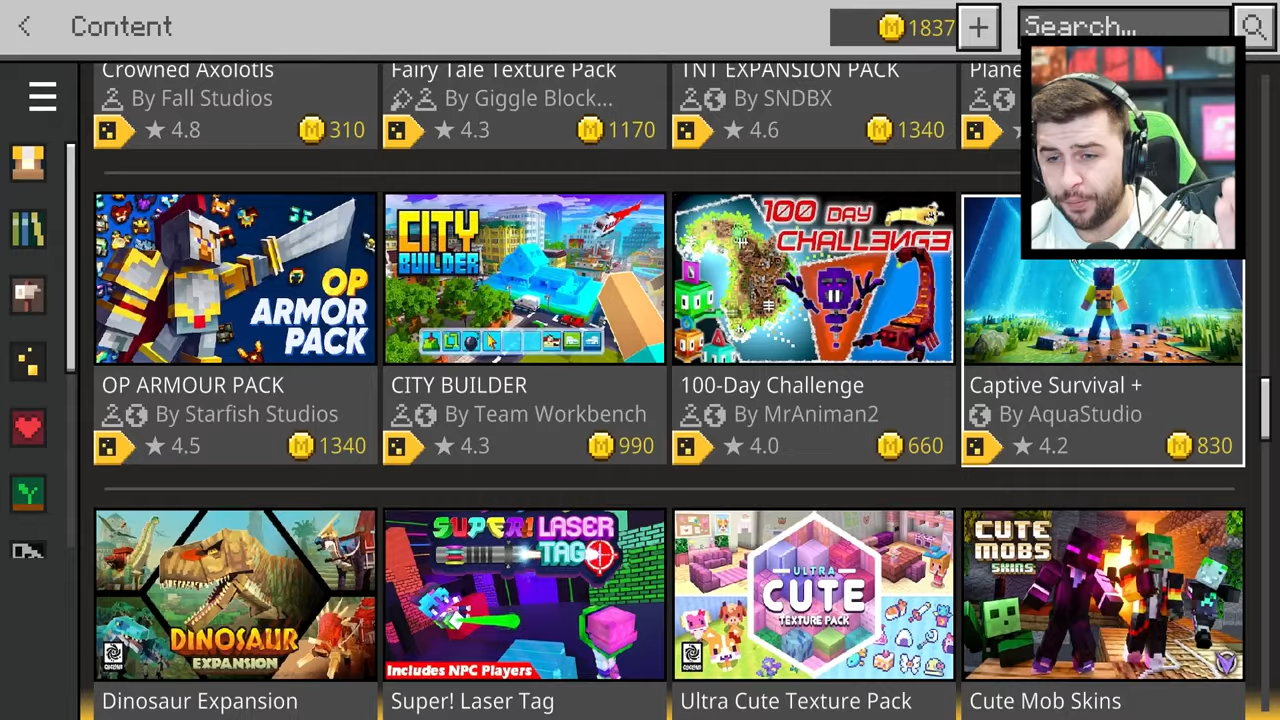 Content
1837
Search...
Crowned Axolotls
Fairy Tale Texture Pack
TNT EXPANSION PACK
By Fall Studios
By Giggle Block...
By SNDBX
4.8
310
4.3
1170
4.6
1340
OP
ARMOR
PACK
CITY
BUILDER
100 DAY
CHALLENGE
OP ARMOUR PACK
CITY BUILDER
100-Day Challenge
Captive Survival +
By Starfish Studios
By Team Workbench
By MrAniman2
By AquaStudio
4.5
1340
4.3
990
4.0
660
4.2
830
DINOSAUR
EXPANSION
SUPER! LASER
TAG
Includes NPC Players
ULTRA
CUTE
TEXTURE PACK
CUTE
MOBS
SKINS
Dinosaur Expansion
Super! Laser Tag
Ultra Cute Texture Pack
Cute Mob Skins